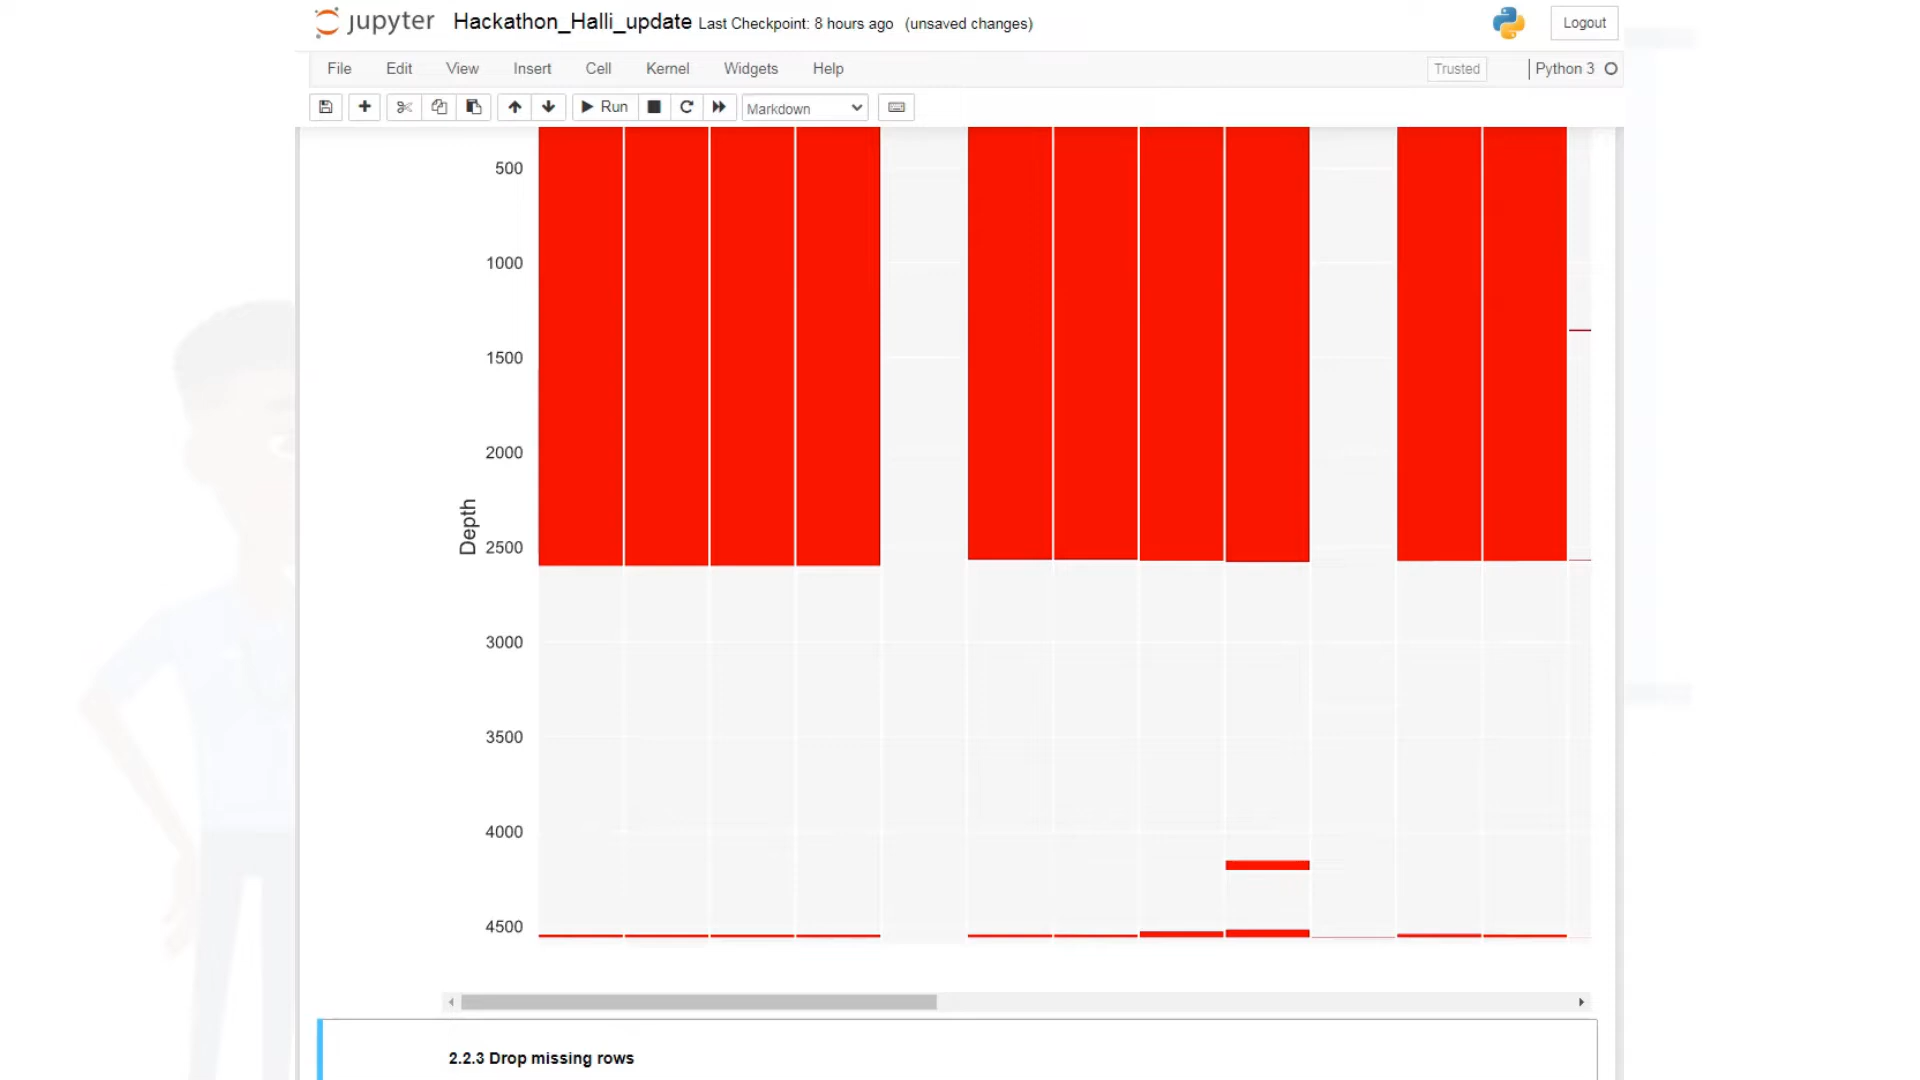 jupyter Hackathon_Halli_update Last Checkpoint: 8 hours ago (unsaved changes) Logout
File Edit View Insert Cell Kernel Widgets Help Trusted Python 3
Run Markdown
500
1000
1500
2000
Depth
2500
3000
3500
4000
4500
2.2.3 Drop missing rows